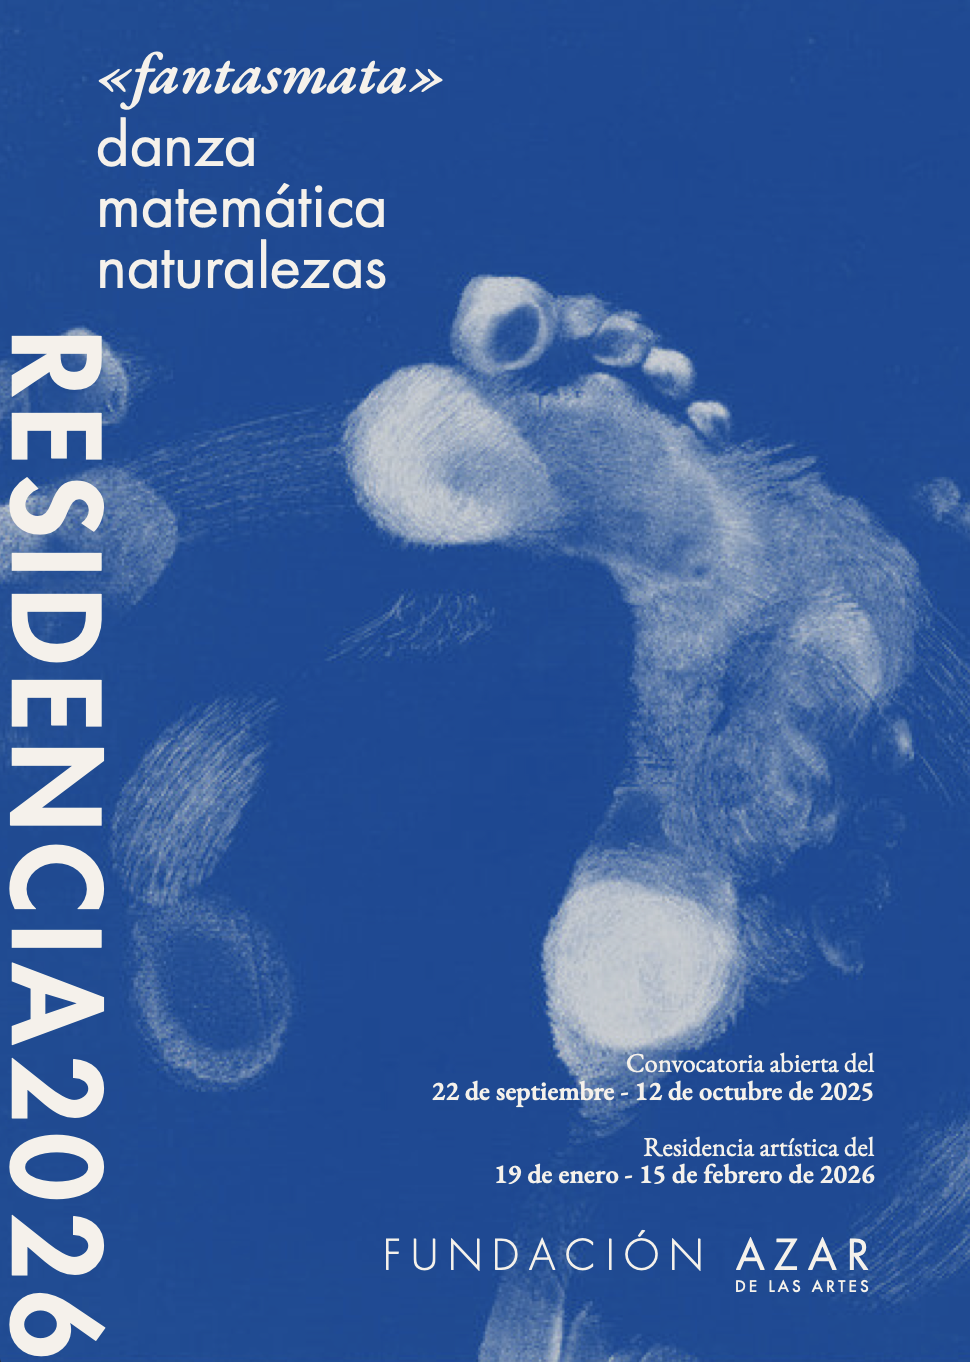 «fantasmata»
danza
matemática
naturalezas
RESIDENCIA2026
Convocatoria abierta del
22 de septiembre - 12 de octubre de 2025
Residencia artística del
19 de enero - 15 de febrero de 2026
FUNDACIÓN AZAR
DE LAS ARTES